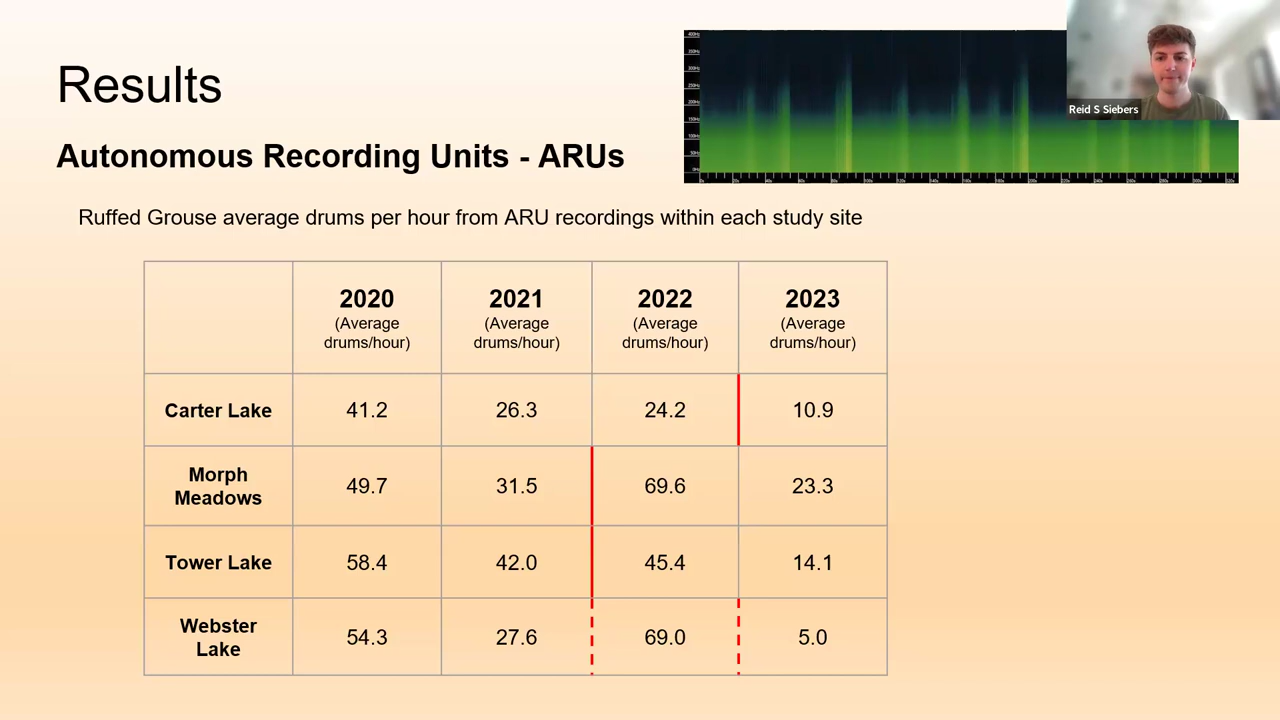 Results
Reid S Siebers
Autonomous Recording Units - ARUs
Ruffed Grouse average drums per hour from ARU recordings within each study site
2020 2021 2022 2023
(Average (Average (Average (Average
drums/hour) drums/hour) drums/hour) drums/hour)
Carter Lake 41.2 26.3 24.2 10.9
Morph
Meadows 49.7 31.5 69.6 23.3
Tower Lake 58.4 42.0 45.4 14.1
Webster
Lake 54.3 27.6 69.0 5.0